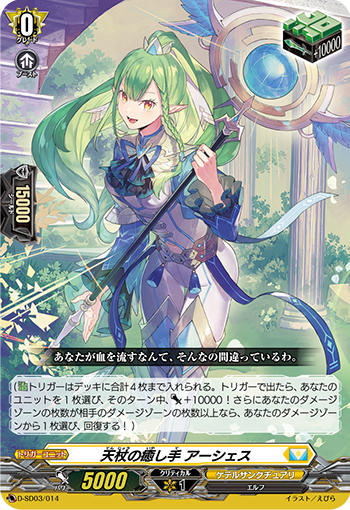 0
グレード
治
+10000
ブースト
15000
シールド
あなたが血を流すなんて、そんなの間違っているわ。
(治トリガーはデッキに合計4枚まで入れられる。トリガーで出たら、あなたの
ユニットを1枚選び、そのターン中、+10000!さらにあなたのダメージ
ゾーンの枚数が相手のダメージゾーンの枚数以上なら、あなたのダメージゾ
ーンから1枚選び、回復する!)
トリガーユニット
天杖の癒し手 アーシェス
パワー
5000
クリティカル
1
ケテルサンクチュアリ
エルフ
D-SD03/014
イラスト/えびら